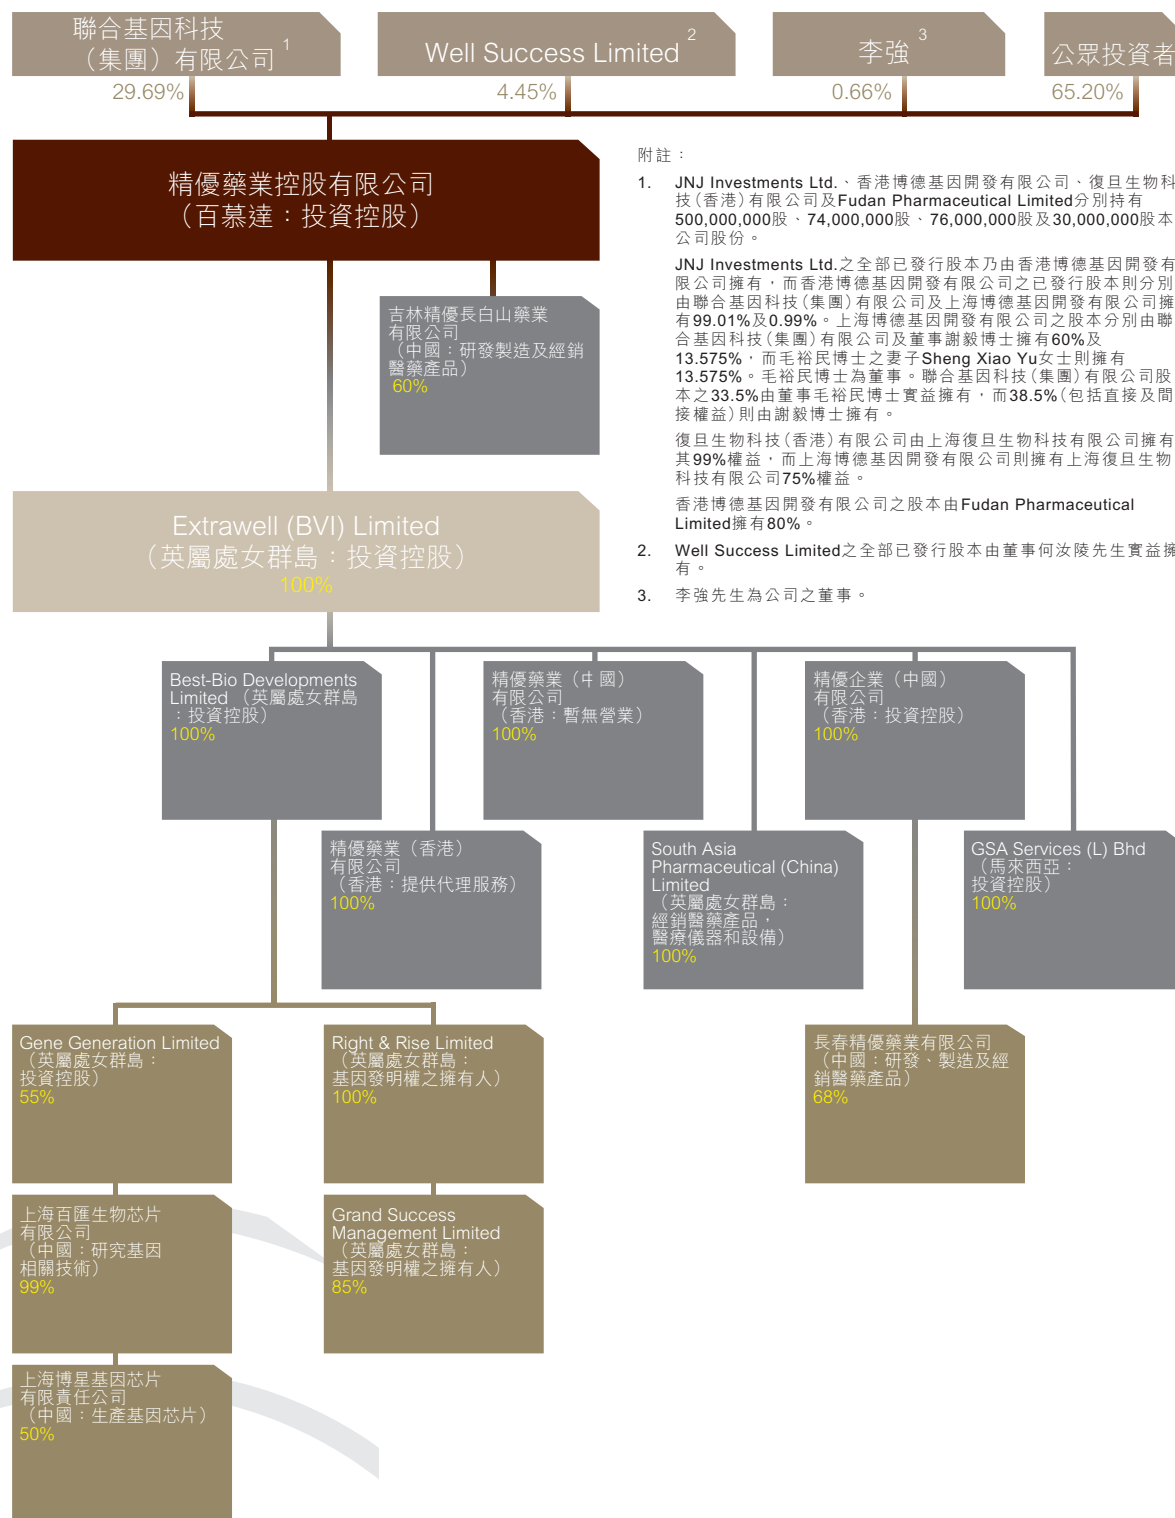 聯合基因科技
（集團）有限公司 1
Well Success Limited 2
李強 3
公眾投資者
29.69%
4.45%
0.66%
65.20%
精優藥業控股有限公司
（百慕達：投資控股）
附註：
1. JNJ Investments Ltd.、香港博德基因開發有限公司、復旦生物科
技(香港)有限公司及Fudan Pharmaceutical Limited分別持有
500,000,000股、74,000,000股、76,000,000股及30,000,000股本
公司股份。
JNJ Investments Ltd.之全部已發行股本乃由香港博德基因開發有
限公司擁有，而香港博德基因開發有限公司之已發行股本則分別
由聯合基因科技(集團)有限公司及上海博德基因開發有限公司擁
有99.01%及0.99%。上海博德基因開發有限公司之股本分別由聯
合基因科技(集團)有限公司及董事謝毅博士擁有60%及
13.575%，而毛裕民博士之妻子Sheng Xiao Yu女士則擁有
13.575%。毛裕民博士為董事。聯合基因科技(集團)有限公司股
本之33.5%由董事毛裕民博士實益擁有，而38.5%(包括直接及間
接權益)則由謝毅博士擁有。
復旦生物科技(香港)有限公司由上海復旦生物科技有限公司擁有
其99%權益，而上海博德基因開發有限公司則擁有上海復旦生物
科技有限公司75%權益。
香港博德基因開發有限公司之股本由Fudan Pharmaceutical
Limited擁有80%。
2. Well Success Limited之全部已發行股本由董事何汝陵先生實益擁
有。
3. 李強先生為公司之董事。
吉林精優長白山藥業
有限公司
（中國：研發製造及經銷
醫藥產品）
60%
Extrawell (BVI) Limited
（英屬處女群島：投資控股）
100%
Best-Bio Developments
Limited （英屬處女群島
：投資控股）
100%
精優藥業（中國）
有限公司
（香港：暫無營業）
100%
精優企業（中國）
有限公司
（香港：投資控股）
100%
精優藥業（香港）
有限公司
（香港：提供代理服務）
100%
South Asia
Pharmaceutical (China)
Limited
（英屬處女群島：
經銷醫藥產品，
醫療儀器和設備）
100%
GSA Services (L) Bhd
（馬來西亞：
投資控股）
100%
Gene Generation Limited
（英屬處女群島：
投資控股）
55%
Right & Rise Limited
（英屬處女群島：
基因發明權之擁有人）
100%
長春精優藥業有限公司
（中國：研發、製造及經
銷醫藥產品）
68%
上海百匯生物芯片
有限公司
（中國：研究基因
相關技術）
99%
Grand Success
Management Limited
（英屬處女群島：
基因發明權之擁有人）
85%
上海博星基因芯片
有限責任公司
（中國：生產基因芯片）
50%